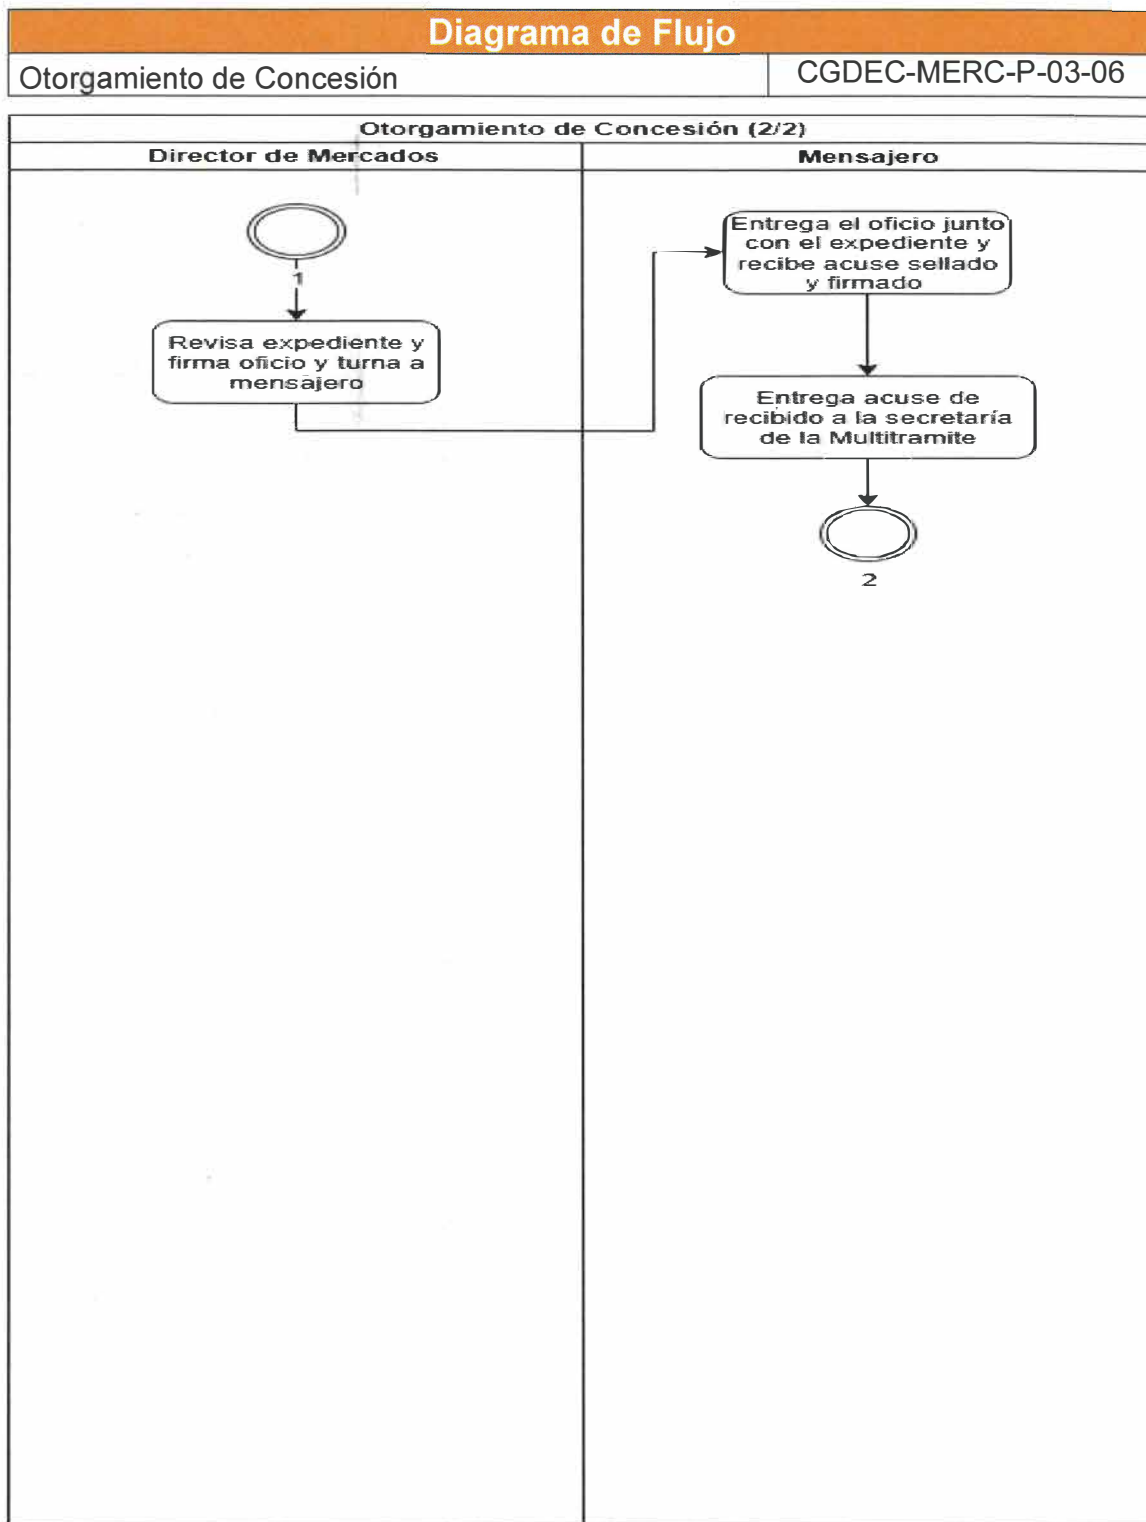 Diagrama de Flujo
Otorgamiento de Concesión
CGDEC-MERC-P-03-06
Otorgamiento de Concesión (2/2)
Director de Mercados
Mensajero
1
Revisa expediente y
firma oficio y turna a
mensajero
Entrega el oficio junto
con el expediente y
recibe acuse sellado
y firmado
Entrega acuse de
recibido a la secretaría
de la Multitramite
2